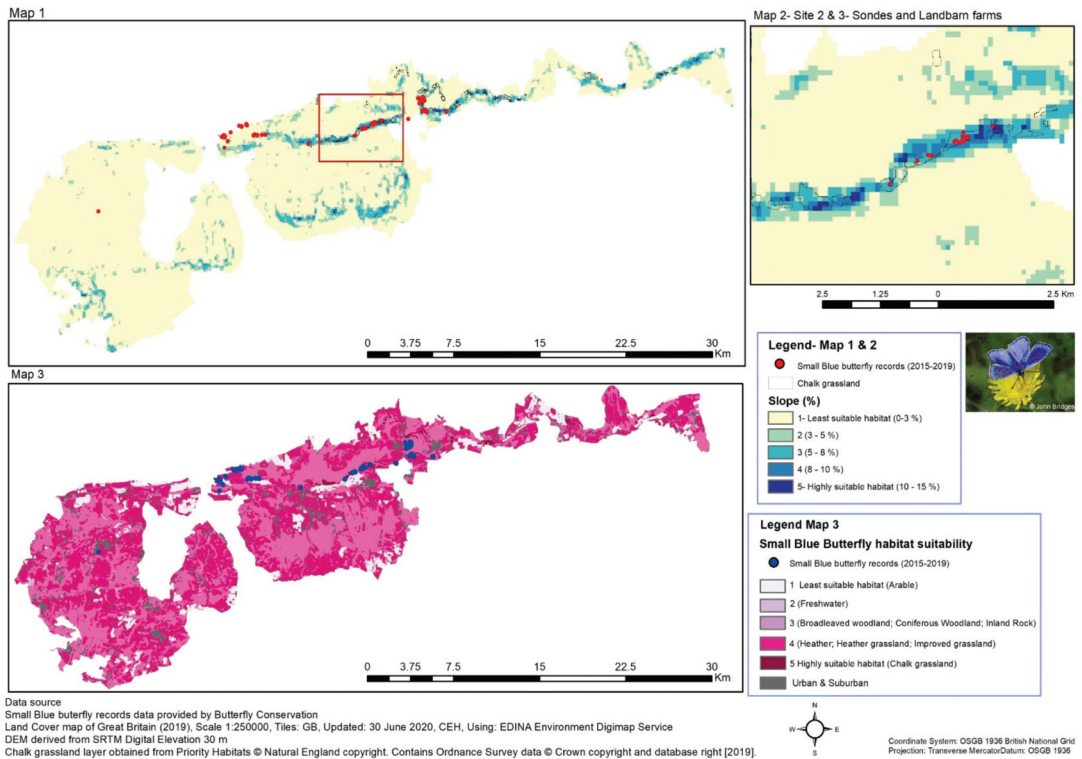 Map 1
0 3.75 7.5 15 22.5 30
Km
Map 2- Site 2 & 3- Sondes and Landbarn farms
2.5 1.25 0 2.5 Km
Legend- Map 1 & 2
Small Blue butterfly records (2015-2019)
Chalk grassland
Slope (%)
1- Least suitable habitat (0-3 %)
2 (3 - 5 %)
3 (5 - 8 %)
4 (8 - 10 %)
5- Highly suitable habitat (10 - 15 %)
© John Bridges
Map 3
0 3.75 7.5 15 22.5 30
Km
Legend Map 3
Small Blue Butterfly habitat suitability
Small Blue butterfly records (2015-2019)
1 Least suitable habitat (Arable)
2 (Freshwater)
3 (Broadleaved woodland; Coniferous Woodland; Inland Rock)
4 (Heather; Heather grassland; Improved grassland)
5 Highly suitable habitat (Chalk grassland)
Urban & Suburban
Data source
Small Blue buterfly records data provided by Butterfly Conservation
Land Cover map of Great Britain (2019), Scale 1:250000, Tiles: GB, Updated: 30 June 2020, CEH, Using: EDINA Environment Digimap Service
DEM derived from SRTM Digital Elevation 30 m
Chalk grassland layer obtained from Priority Habitats © Natural England copyright. Contains Ordnance Survey data © Crown copyright and database right [2019].
N
W E
S
Coordinate System: OSGB 1936 British National Grid
Projection: Transverse MercatorDatum: OSGB 1936